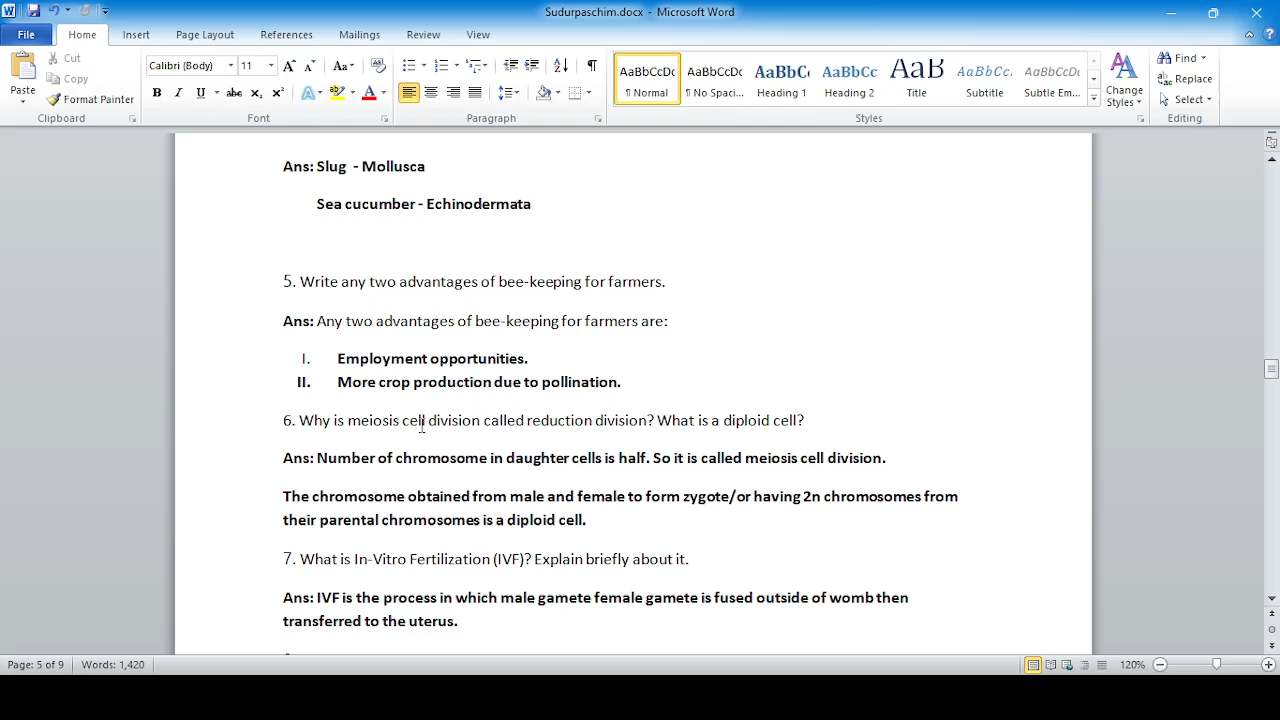 Sudurpaschim.docx - Microsoft Word
File Home Insert Page Layout References Mailings Review View
Paste
Cut
Copy
Format Painter
Clipboard
Calibri (Body) 11
Font
Paragraph
AaBbCcDc AaBbCcDc AaBbCc AaBbCc AaB AaBbCc. AaBbCcDc
¶ Normal ¶ No Spaci... Heading 1 Heading 2 Title Subtitle Subtle Em...
Change Styles
Styles
Find
Replace
Select
Editing
Ans: Slug - Mollusca
Sea cucumber - Echinodermata
5. Write any two advantages of bee-keeping for farmers.
Ans: Any two advantages of bee-keeping for farmers are:
I. Employment opportunities.
II. More crop production due to pollination.
6. Why is meiosis cell division called reduction division? What is a diploid cell?
Ans: Number of chromosome in daughter cells is half. So it is called meiosis cell division.
The chromosome obtained from male and female to form zygote/or having 2n chromosomes from
their parental chromosomes is a diploid cell.
7. What is In-Vitro Fertilization (IVF)? Explain briefly about it.
Ans: IVF is the process in which male gamete female gamete is fused outside of womb then
transferred to the uterus.
Page: 5 of 9 Words: 1,420 120%